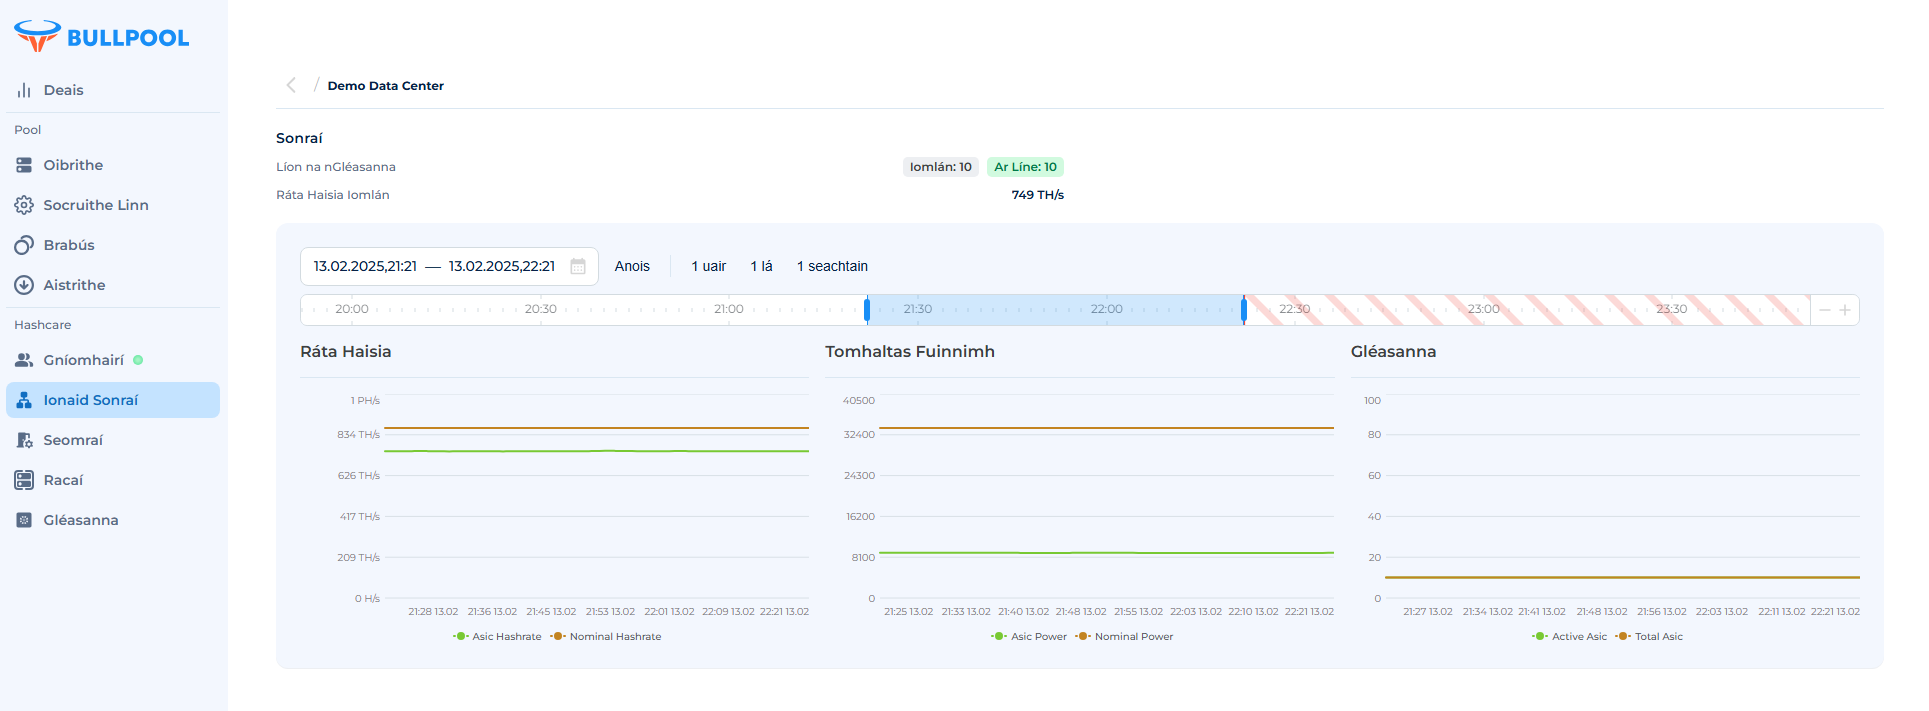 BULLPOOL
Deais
Pool
Oibrithe
Socruithe Linn
Brabús
Aistrithe
Hashcare
Gníomhairí
Ionaid Sonraí
Seomraí
Racaí
Gléasanna
/ Demo Data Center
Sonraí
Líon na nGléasanna Iomlán: 10 Ar Líne: 10
Ráta Haisia Iomlán 749 TH/s
13.02.2025,21:21 — 13.02.2025,22:21 Anois 1 uair 1 lá 1 seachtain
20:00 20:30 21:00 21:30 22:00 22:30 23:00 23:30
Ráta Haisia
1 PH/s
834 TH/s
626 TH/s
417 TH/s
209 TH/s
0 H/s
21:28 13.02 21:36 13.02 21:45 13.02 21:53 13.02 22:01 13.02 22:09 13.02 22:21 13.02
Asic Hashrate Nominal Hashrate
Tomhaltas Fuinnimh
40500
32400
24300
16200
8100
0
21:25 13.02 21:33 13.02 21:40 13.02 21:48 13.02 21:55 13.02 22:03 13.02 22:10 13.02 22:21 13.02
Asic Power Nominal Power
Gléasanna
100
80
60
40
20
0
21:27 13.02 21:34 13.02 21:41 13.02 21:48 13.02 21:56 13.02 22:03 13.02 22:11 13.02 22:21 13.02
Active Asic Total Asic